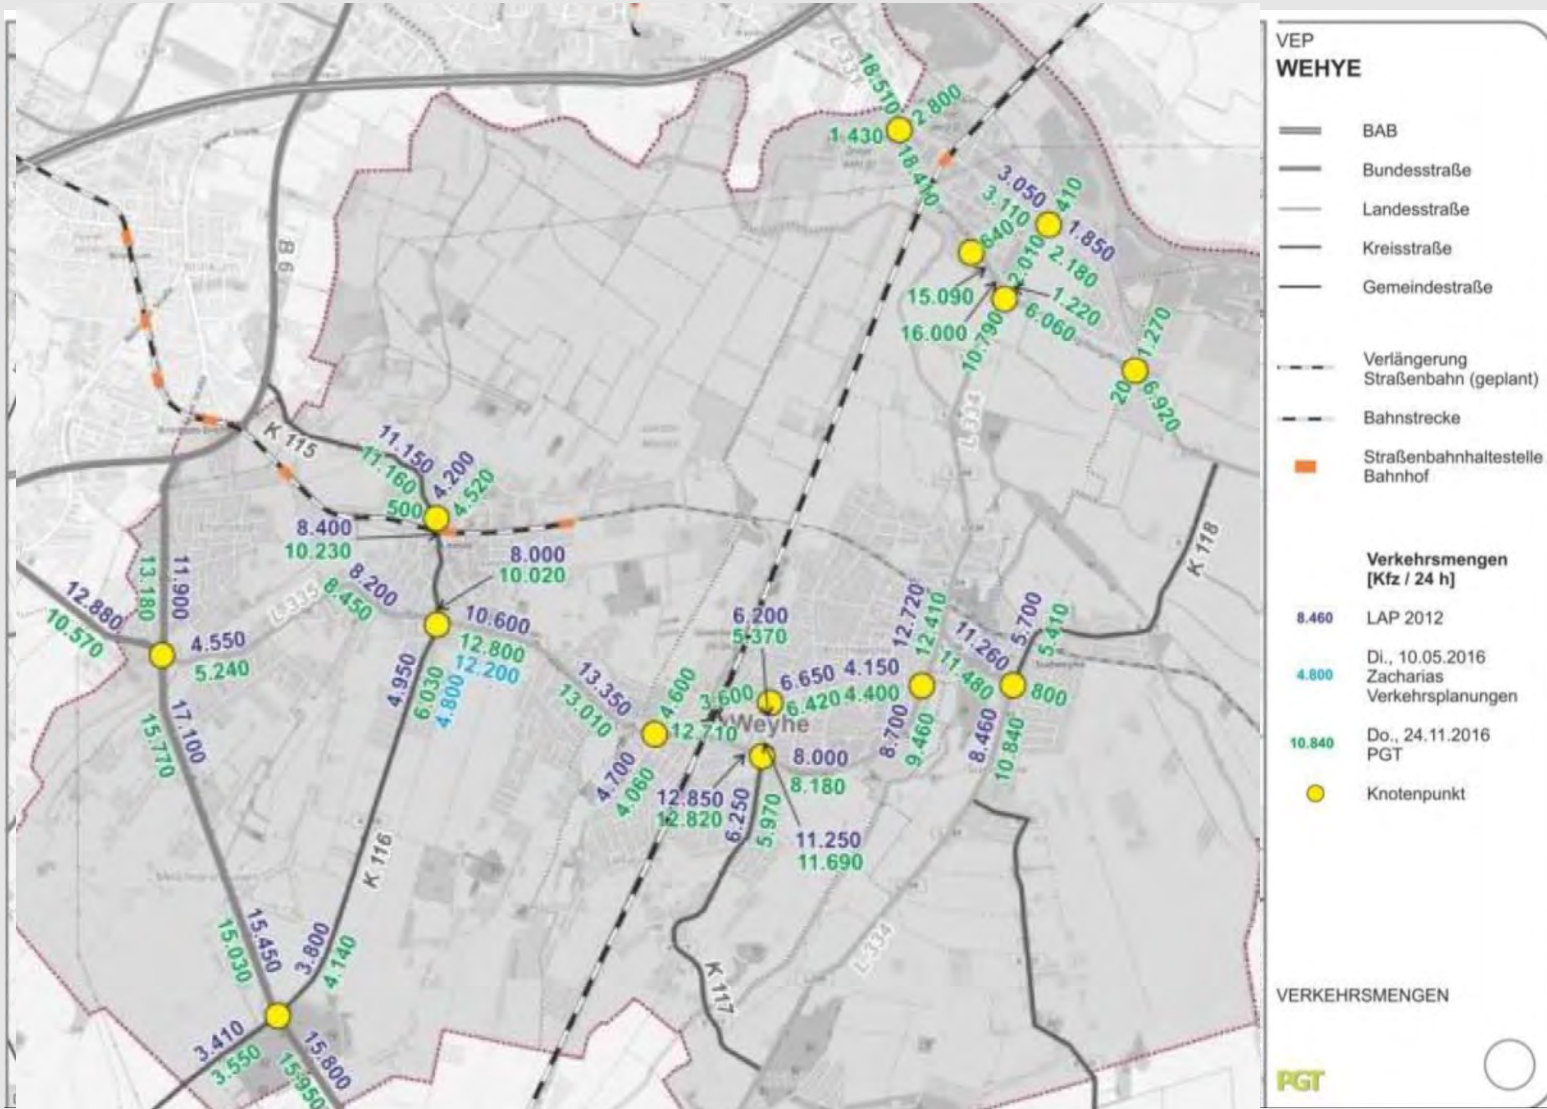 18.510
2.800
1.430
18.410
3.050
3.110
410
1.850
640
2.010
2.180
15.090
1.220
16.000
6.060
10.790
1.270
20
6.920
B 6
K 115
L 334
11.150
11.160
4.200
4.520
500
8.400
10.230
8.000
10.020
K 118
13.180
11.900
12.880
10.570
8.200
8.450
L 335
10.600
12.800
12.200
4.550
5.240
4.950
6.030
4.800
6.200
5.370
12.720
12.410
11.260
11.480
5.700
5.410
800
13.350
13.010
4.600
3.600
6.650
4.150
6.420
4.400
12.710
Weyhe
8.700
9.460
8.460
10.840
17.100
15.770
4.700
4.060
8.000
8.180
12.850
12.820
6.250
5.970
11.250
11.690
K 116
L 334
K 117
15.450
15.030
3.800
4.140
3.410
3.550
15.800
15.950
VEP
WEHYE
BAB
Bundesstraße
Landesstraße
Kreisstraße
Gemeindestraße
Verlängerung
Straßenbahn (geplant)
Bahnstrecke
Straßenbahnhaltestelle
Bahnhof
Verkehrsmengen
[Kfz / 24 h]
8.460 LAP 2012
Di., 10.05.2016
4.800 Zacharias
Verkehrsplanungen
10.840 Do., 24.11.2016
PGT
Knotenpunkt
VERKEHRSMENGEN
PGT